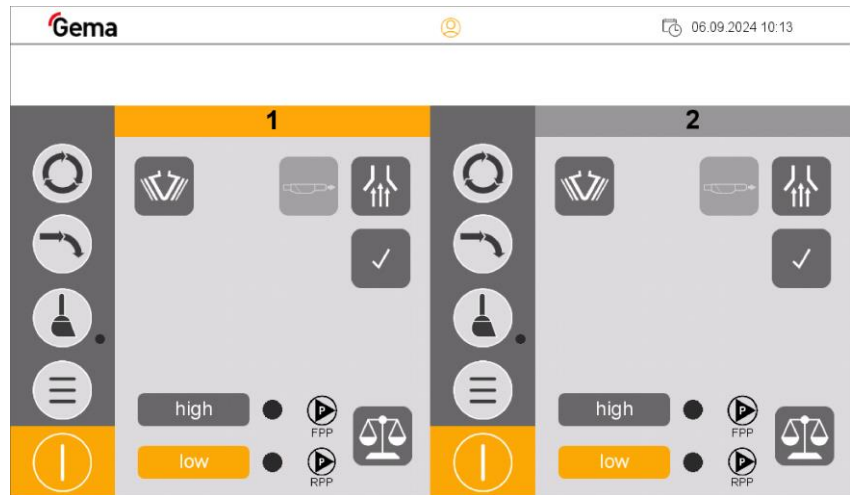 Gema
06.09.2024 10:13
1
2
high
P
FPP
low
P
RPP
high
P
FPP
low
P
RPP